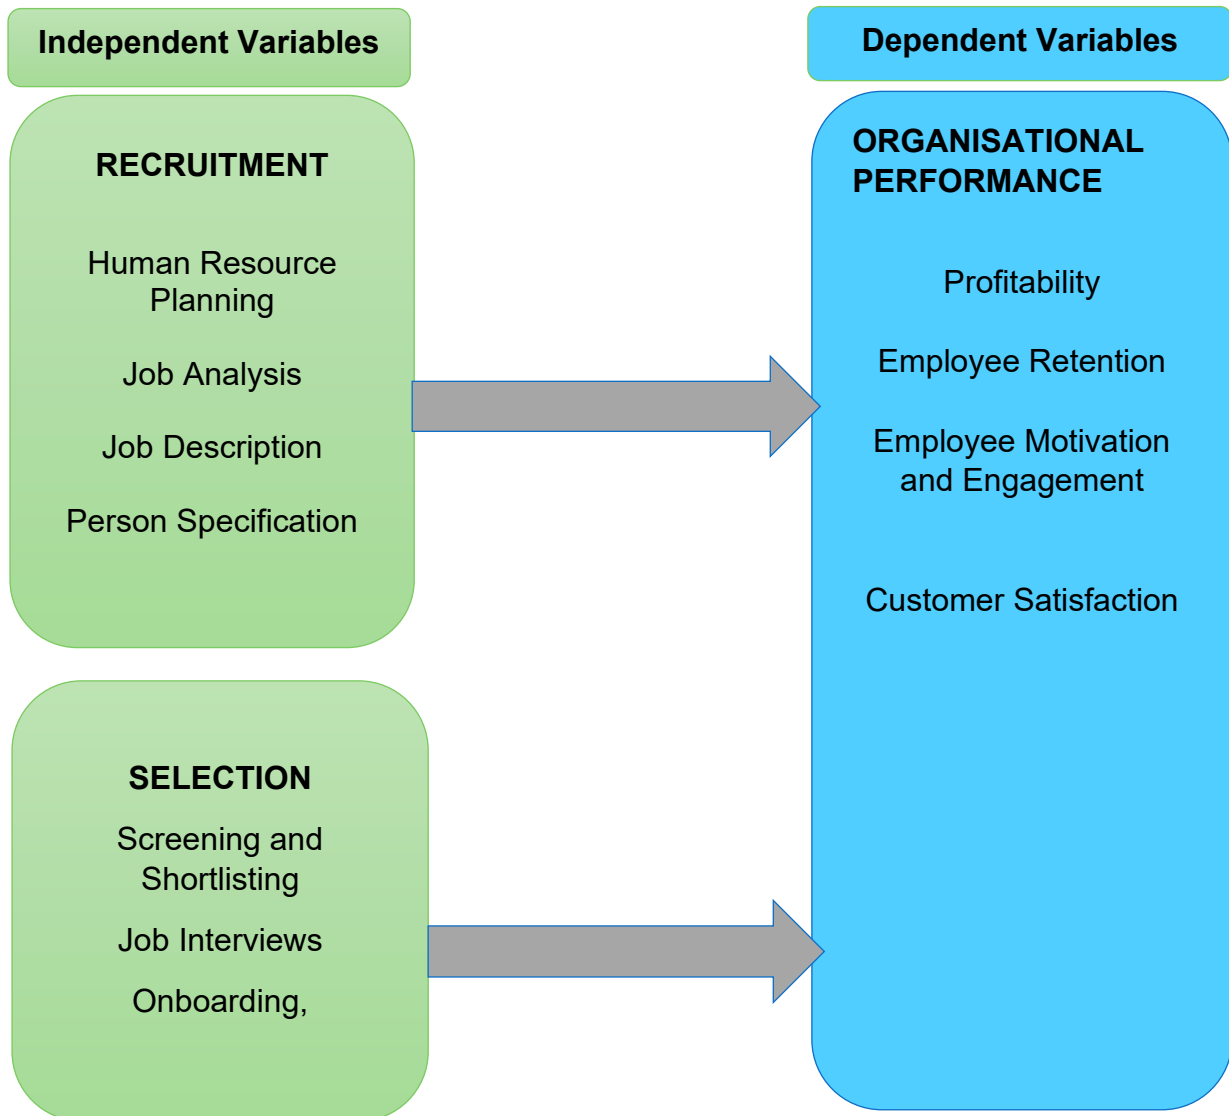 Independent Variables
Dependent Variables
RECRUITMENT
Human Resource
Planning
Job Analysis
Job Description
Person Specification
ORGANISATIONAL
PERFORMANCE
Profitability
Employee Retention
Employee Motivation
and Engagement
Customer Satisfaction
SELECTION
Screening and
Shortlisting
Job Interviews
Onboarding,